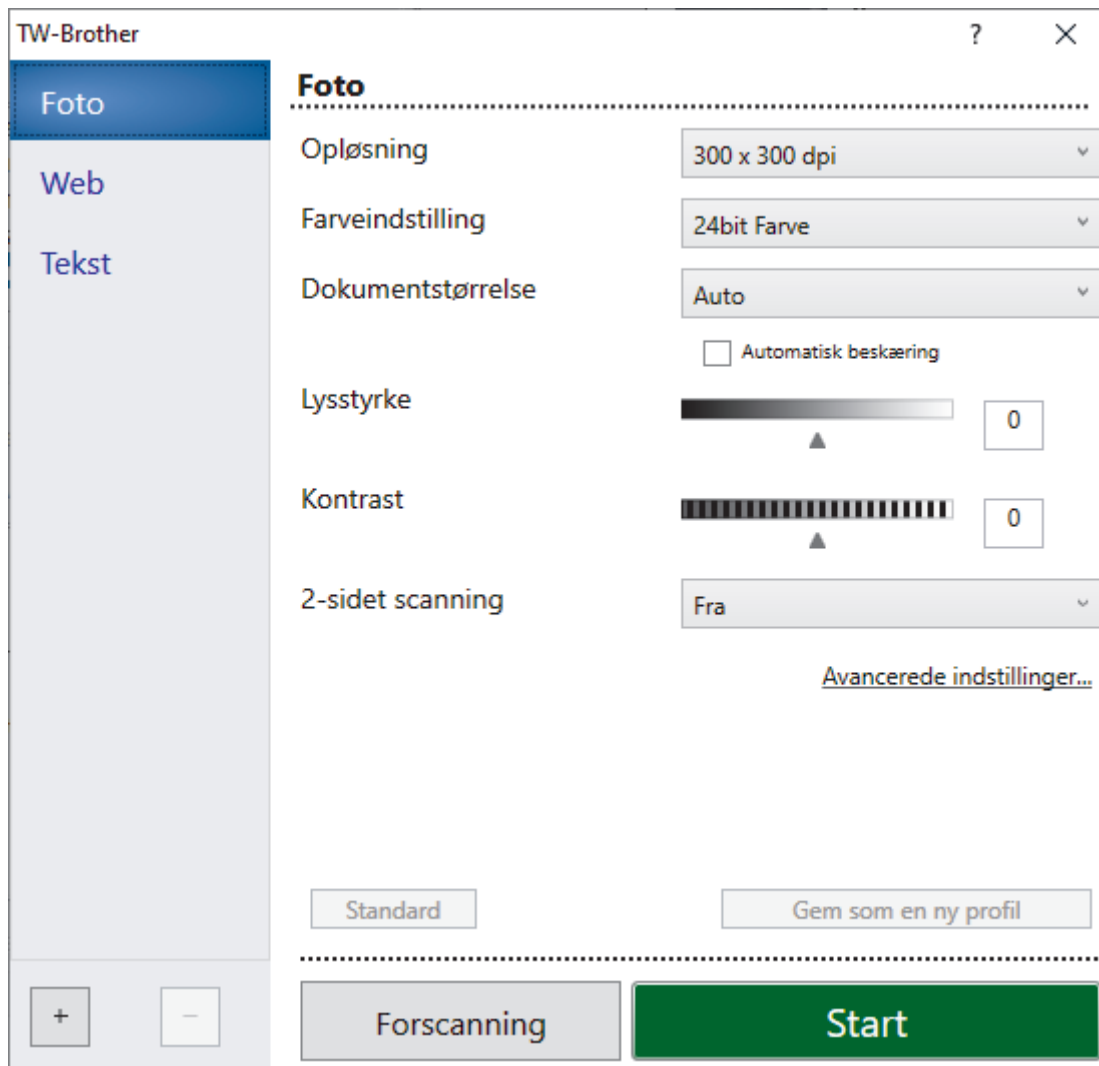 TW-Brother
?
Foto
Web
Tekst
Foto
Opløsning
300 x 300 dpi
Farveindstilling
24bit Farve
Dokumentstørrelse
Auto
Automatisk beskæring
Lysstyrke
0
Kontrast
0
2-sidet scanning
Fra
Avancerede indstillinger...
Standard
Gem som en ny profil
+
−
Forscanning
Start